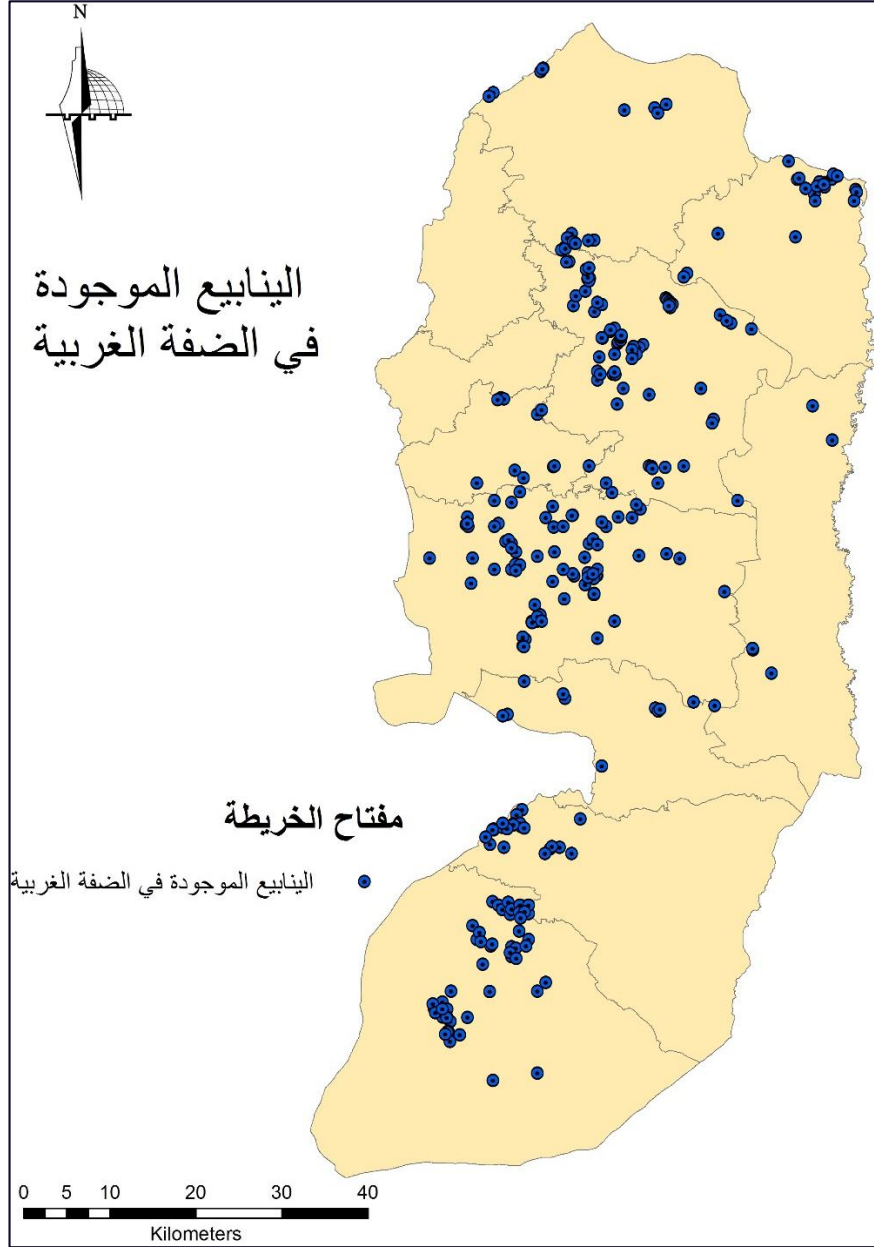 N
الينابيع الموجودة
في الضفة الغربية
مفتاح الخريطة
الينابيع الموجودة في الضفة الغربية
0 5 10 20 30 40
Kilometers